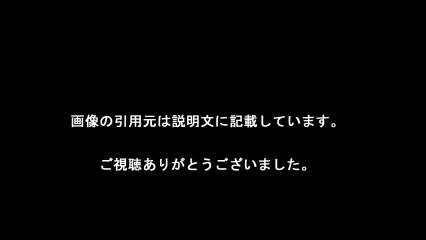 画像の引用元は説明文に記載しています。
ご視聴ありがとうございました。